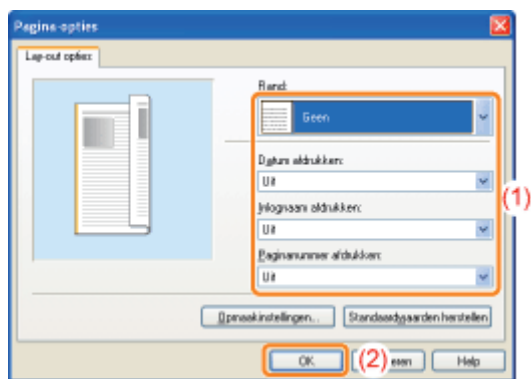 Pagina-opties
Lay-out opties
Rand:
Geen
Datum afdrukken:
Uit
Inlognaam afdrukken:
Uit
Paginanummer afdrukken:
Uit
(1)
Opmaakinstellingen... Standaardwaarden herstellen
OK (2) eren Help